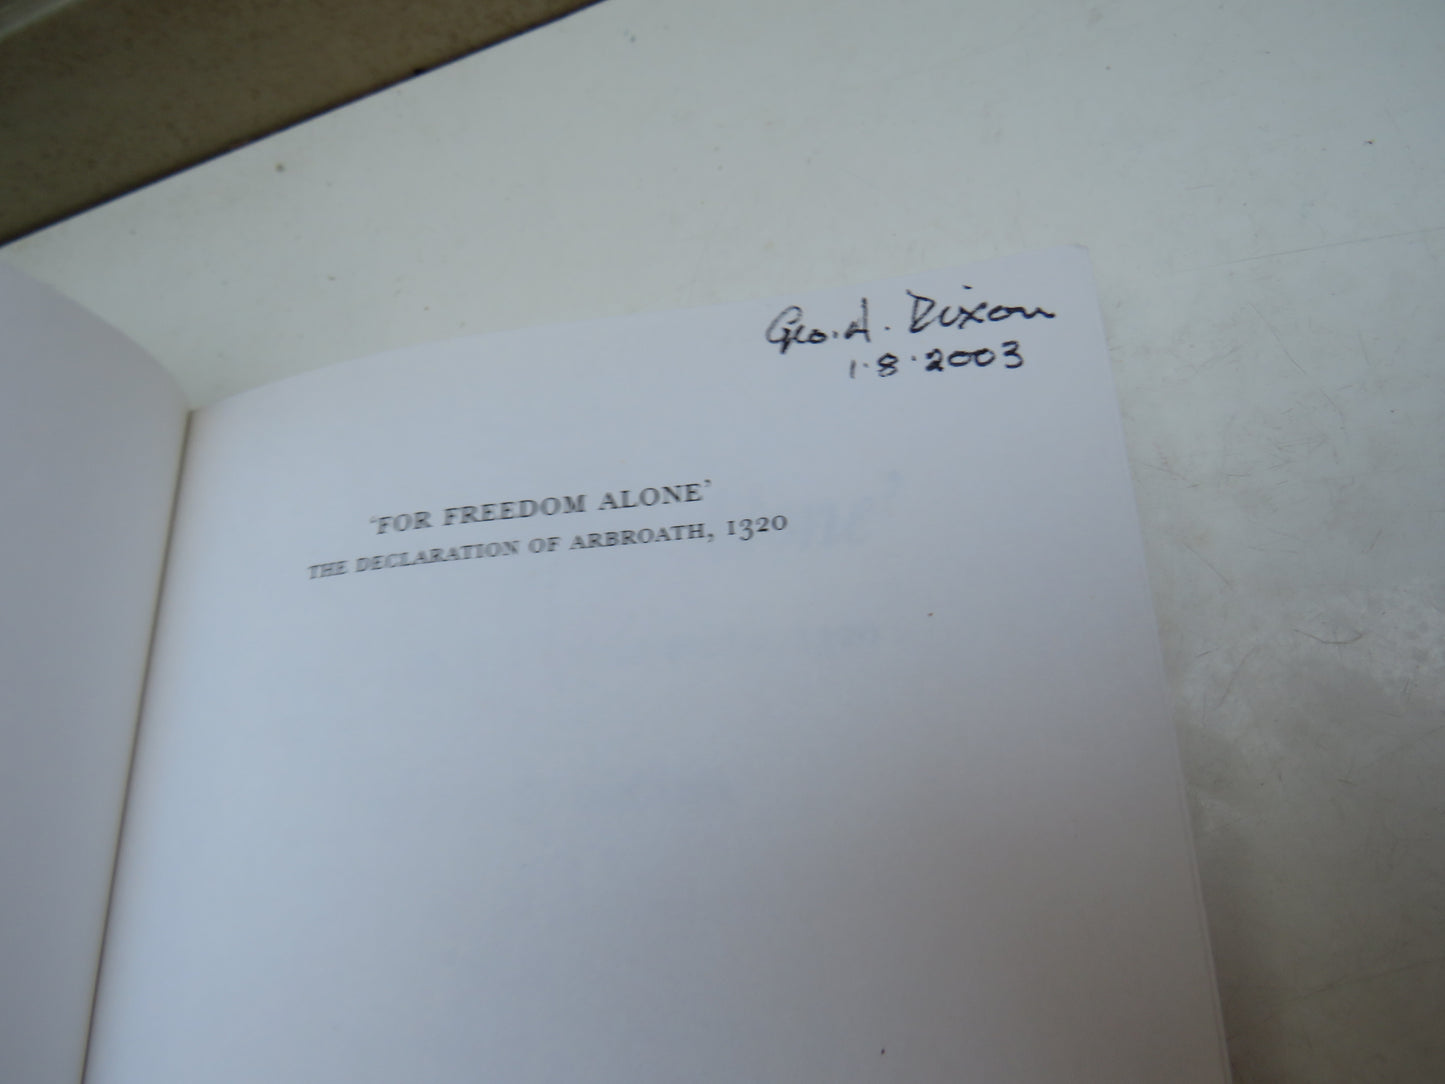 Geo. A. Dixon
1·8·2003
‘FOR FREEDOM ALONE’
THE DECLARATION OF ARBROATH, 1320